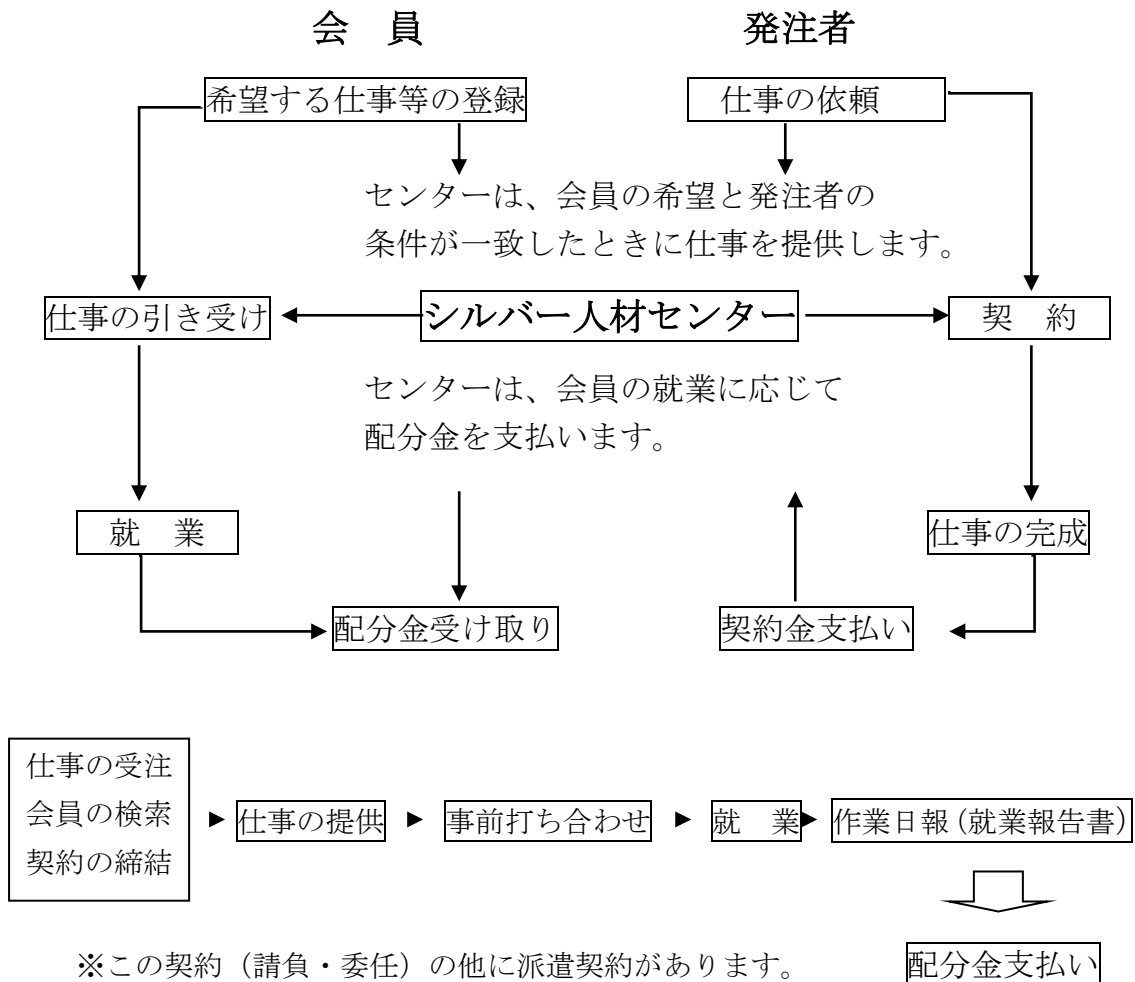 会　員
発注者
希望する仕事等の登録
仕事の依頼
センターは、会員の希望と発注者の
条件が一致したときに仕事を提供します。
仕事の引き受け
シルバー人材センター
契　約
センターは、会員の就業に応じて
配分金を支払います。
就　業
仕事の完成
配分金受け取り
契約金支払い
仕事の受注
会員の検索
契約の締結
仕事の提供
事前打ち合わせ
就　業
作業日報（就業報告書）
※この契約（請負・委任）の他に派遣契約があります。
配分金支払い